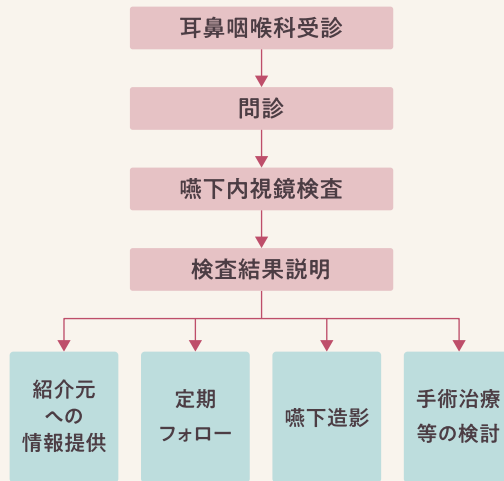 耳鼻咽喉科受診
問診
嚥下内視鏡検査
検査結果説明
紹介元
への
情報提供
定期
フォロー
嚥下造影
手術治療
等の検討